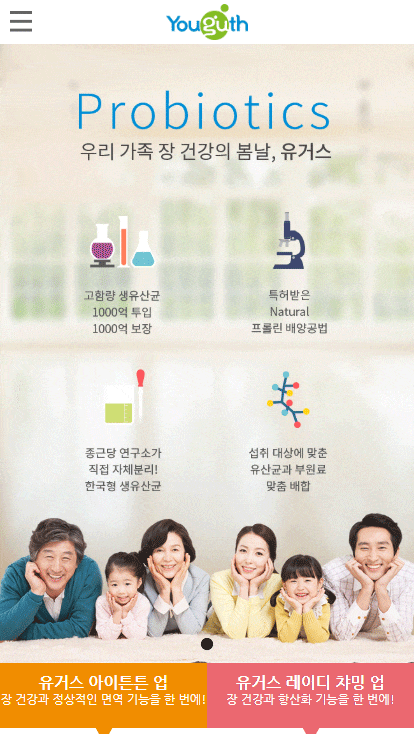 Youguth
Probiotics
우리 가족 장 건강의 봄날, 유거스
고함량 생유산균
1000억 투입
1000억 보장
특허받은
Natural
프롤린 배양공법
종근당 연구소가
직접 자체분리!
한국형 생유산균
섭취 대상에 맞춘
유산균과 부원료
맞춤 배합
유거스 아이튼튼 업
장 건강과 정상적인 면역 기능을 한 번에!
유거스 레이디 챠밍 업
장 건강과 항산화 기능을 한 번에!